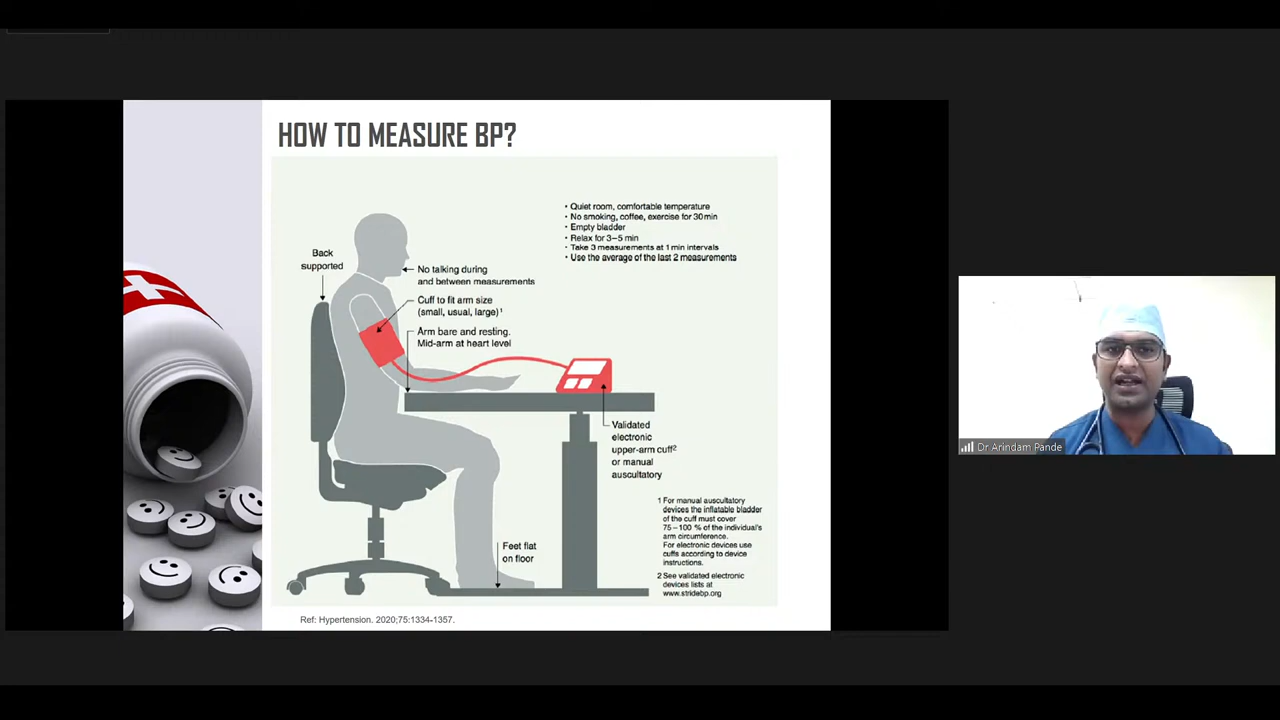 HOW TO MEASURE BP?
• Quiet room, comfortable temperature
• No smoking, coffee, exercise for 30 min
• Empty bladder
• Relax for 3–5 min
• Take 3 measurements at 1 min intervals
• Use the average of the last 2 measurements
Back
supported
No talking during
and between measurements
Cuff to fit arm size
(small, usual, large)1
Arm bare and resting.
Mid-arm at heart level
Validated
electronic
upper-arm cuff2
or manual
auscultatory
1 For manual auscultatory
devices the inflatable bladder
of the cuff must cover
75–100 % of the individual's
arm circumference.
For electronic devices use
cuffs according to device
instructions.
2 See validated electronic
devices lists at
www.stridebp.org
Feet flat
on floor
Ref: Hypertension. 2020;75:1334-1357.
Dr Arindam Pande